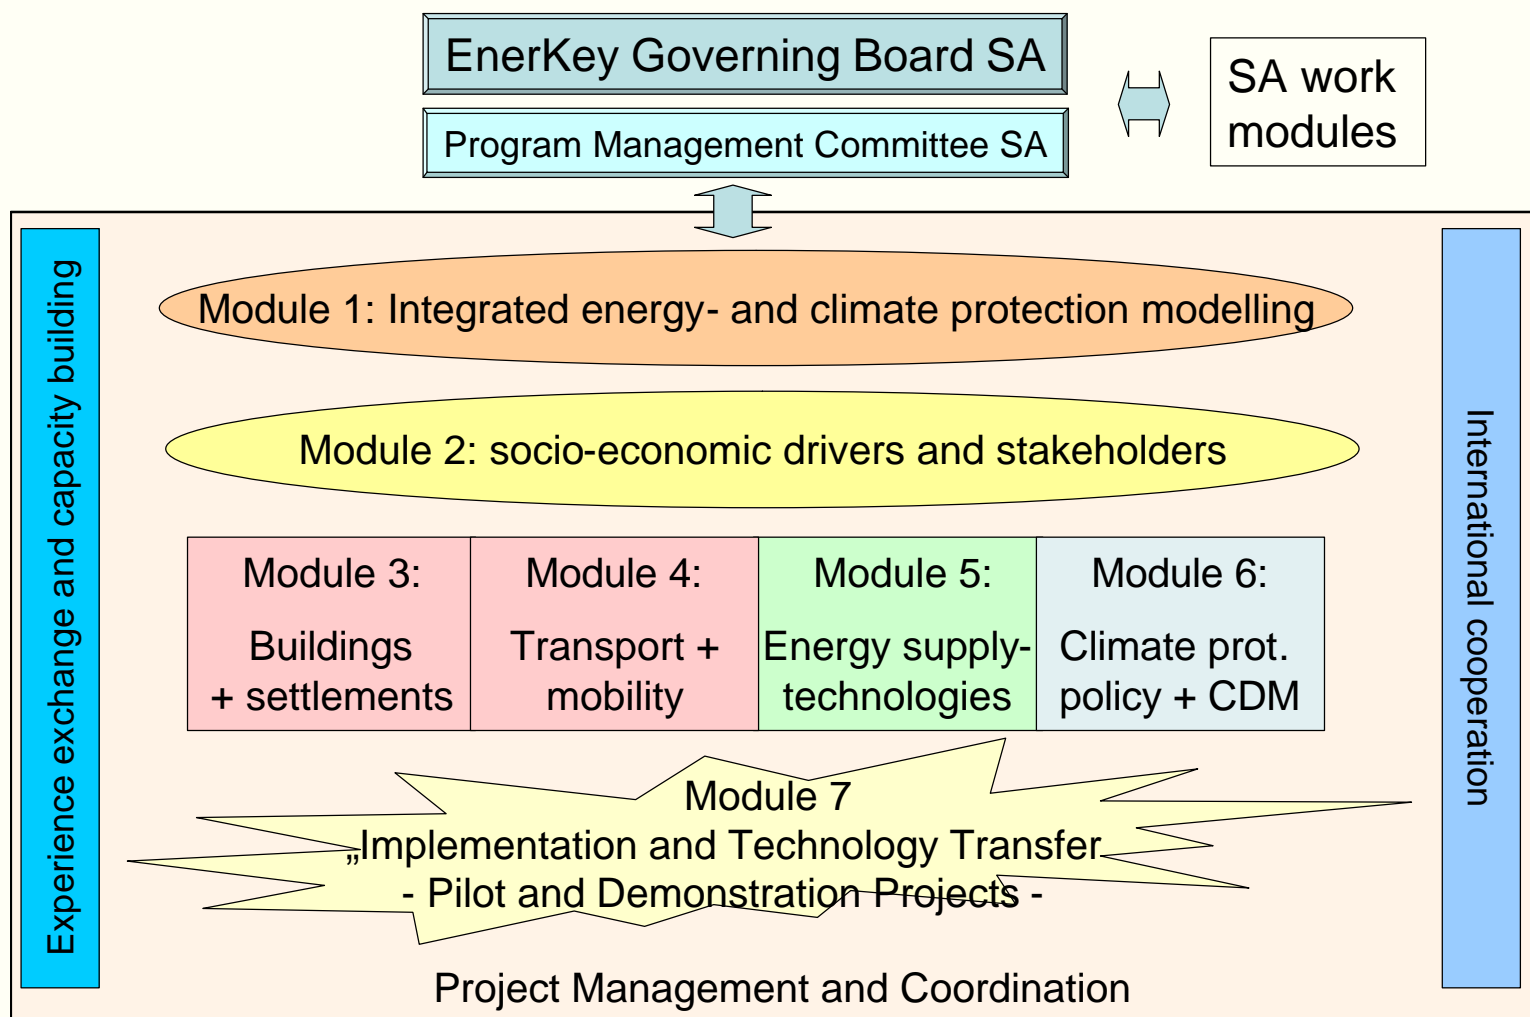 EnerKey Governing Board SA
Program Management Committee SA
SA work
modules
Experience exchange and capacity building
Module 1: Integrated energy- and climate protection modelling
Module 2: socio-economic drivers and stakeholders
Module 3:
Buildings
+ settlements
Module 4:
Transport +
mobility
Module 5:
Energy supply-
technologies
Module 6:
Climate prot.
policy + CDM
Module 7
„Implementation and Technology Transfer
- Pilot and Demonstration Projects -
International cooperation
Project Management and Coordination